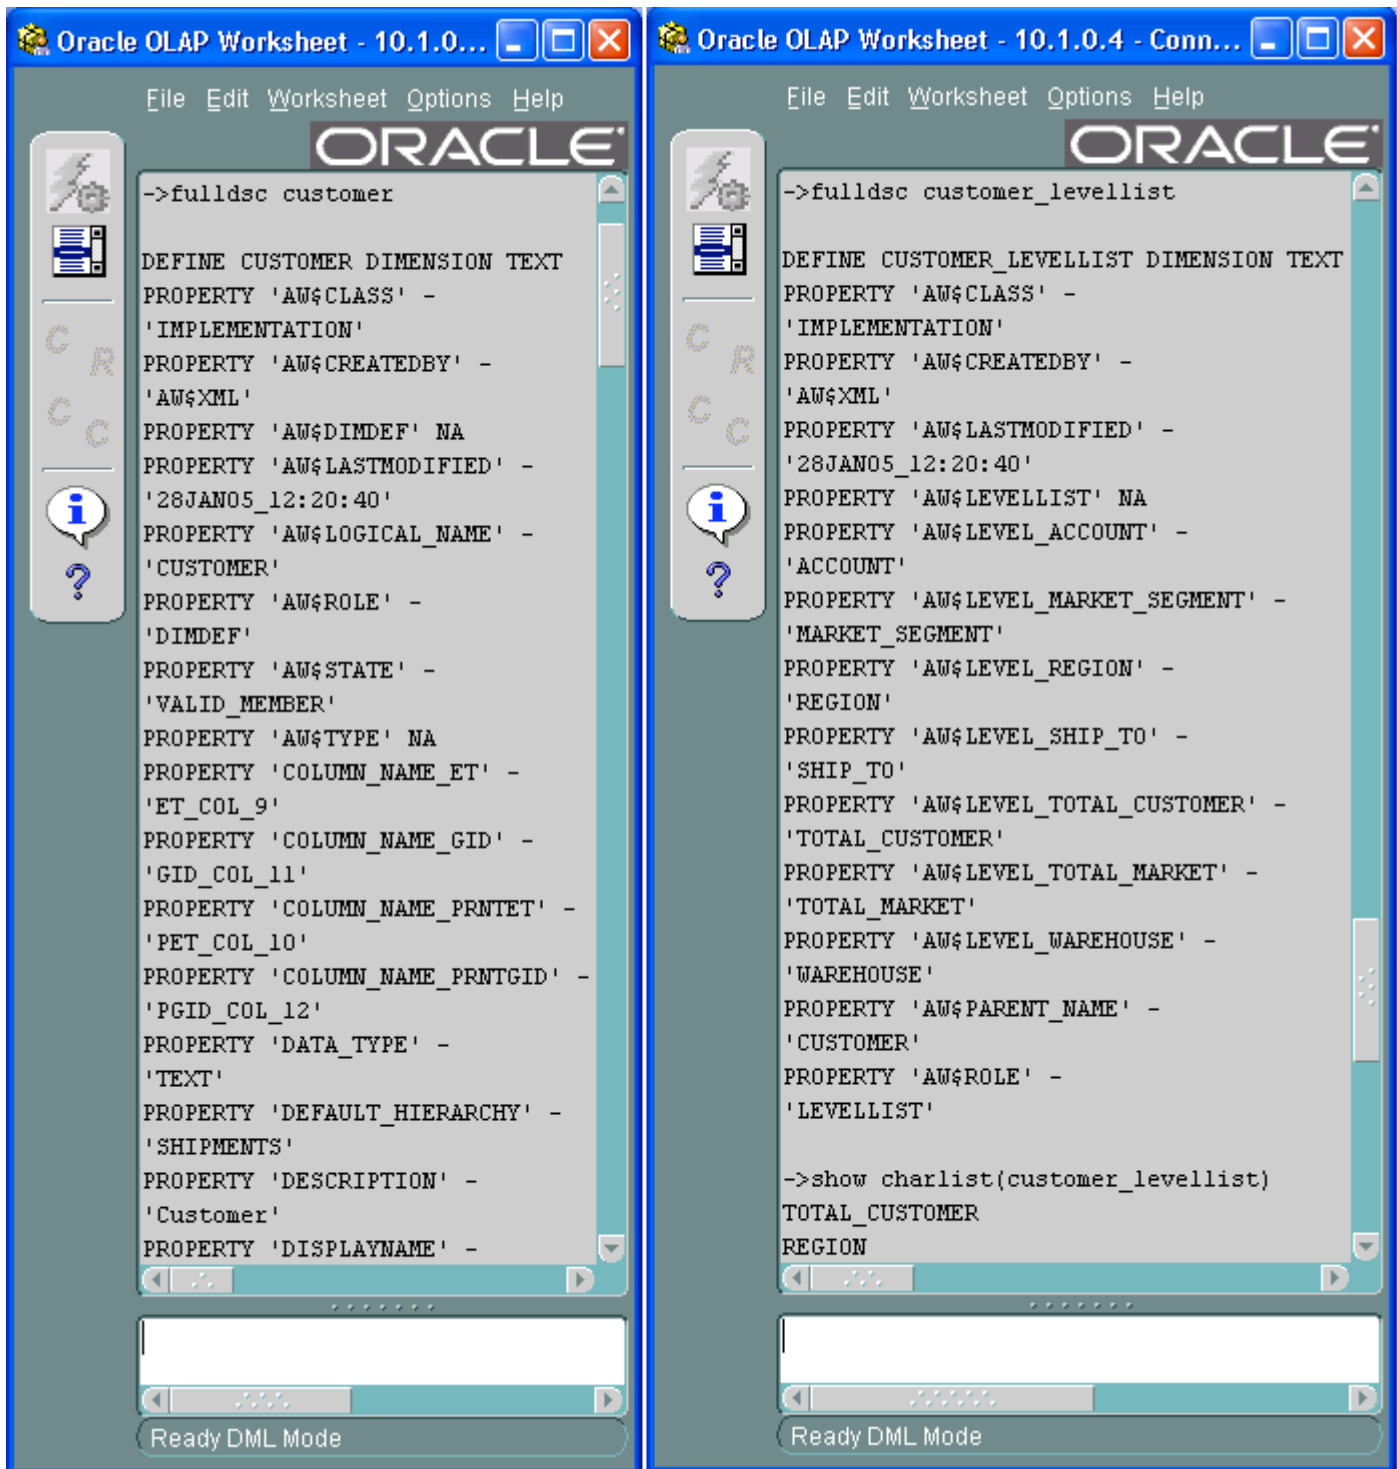 Oracle OLAP Worksheet - 10.1.0...
File Edit Worksheet Options Help
ORACLE
->fulldsc customer
DEFINE CUSTOMER DIMENSION TEXT
PROPERTY 'AW$CLASS' -
'IMPLEMENTATION'
PROPERTY 'AW$CREATEDBY' -
'AW$XML'
PROPERTY 'AW$DIMDEF' NA
PROPERTY 'AW$LASTMODIFIED' -
'28JAN05_12:20:40'
PROPERTY 'AW$LOGICAL_NAME' -
'CUSTOMER'
PROPERTY 'AW$ROLE' -
'DIMDEF'
PROPERTY 'AW$STATE' -
'VALID_MEMBER'
PROPERTY 'AW$TYPE' NA
PROPERTY 'COLUMN_NAME_ET' -
'ET_COL_9'
PROPERTY 'COLUMN_NAME_GID' -
'GID_COL_11'
PROPERTY 'COLUMN_NAME_PRNTET' -
'PET_COL_10'
PROPERTY 'COLUMN_NAME_PRNTGID' -
'PGID_COL_12'
PROPERTY 'DATA_TYPE' -
'TEXT'
PROPERTY 'DEFAULT_HIERARCHY' -
'SHIPMENTS'
PROPERTY 'DESCRIPTION' -
'Customer'
PROPERTY 'DISPLAYNAME' -
C R
C C
Ready DML Mode
Oracle OLAP Worksheet - 10.1.0.4 - Conn...
File Edit Worksheet Options Help
ORACLE
->fulldsc customer_levellist
DEFINE CUSTOMER_LEVELLIST DIMENSION TEXT
PROPERTY 'AW$CLASS' -
'IMPLEMENTATION'
PROPERTY 'AW$CREATEDBY' -
'AW$XML'
PROPERTY 'AW$LASTMODIFIED' -
'28JAN05_12:20:40'
PROPERTY 'AW$LEVELLIST' NA
PROPERTY 'AW$LEVEL_ACCOUNT' -
'ACCOUNT'
PROPERTY 'AW$LEVEL_MARKET_SEGMENT' -
'MARKET_SEGMENT'
PROPERTY 'AW$LEVEL_REGION' -
'REGION'
PROPERTY 'AW$LEVEL_SHIP_TO' -
'SHIP_TO'
PROPERTY 'AW$LEVEL_TOTAL_CUSTOMER' -
'TOTAL_CUSTOMER'
PROPERTY 'AW$LEVEL_TOTAL_MARKET' -
'TOTAL_MARKET'
PROPERTY 'AW$LEVEL_WAREHOUSE' -
'WAREHOUSE'
PROPERTY 'AW$PARENT_NAME' -
'CUSTOMER'
PROPERTY 'AW$ROLE' -
'LEVELLIST'
->show charlist(customer_levellist)
TOTAL_CUSTOMER
REGION
C R
C C
Ready DML Mode